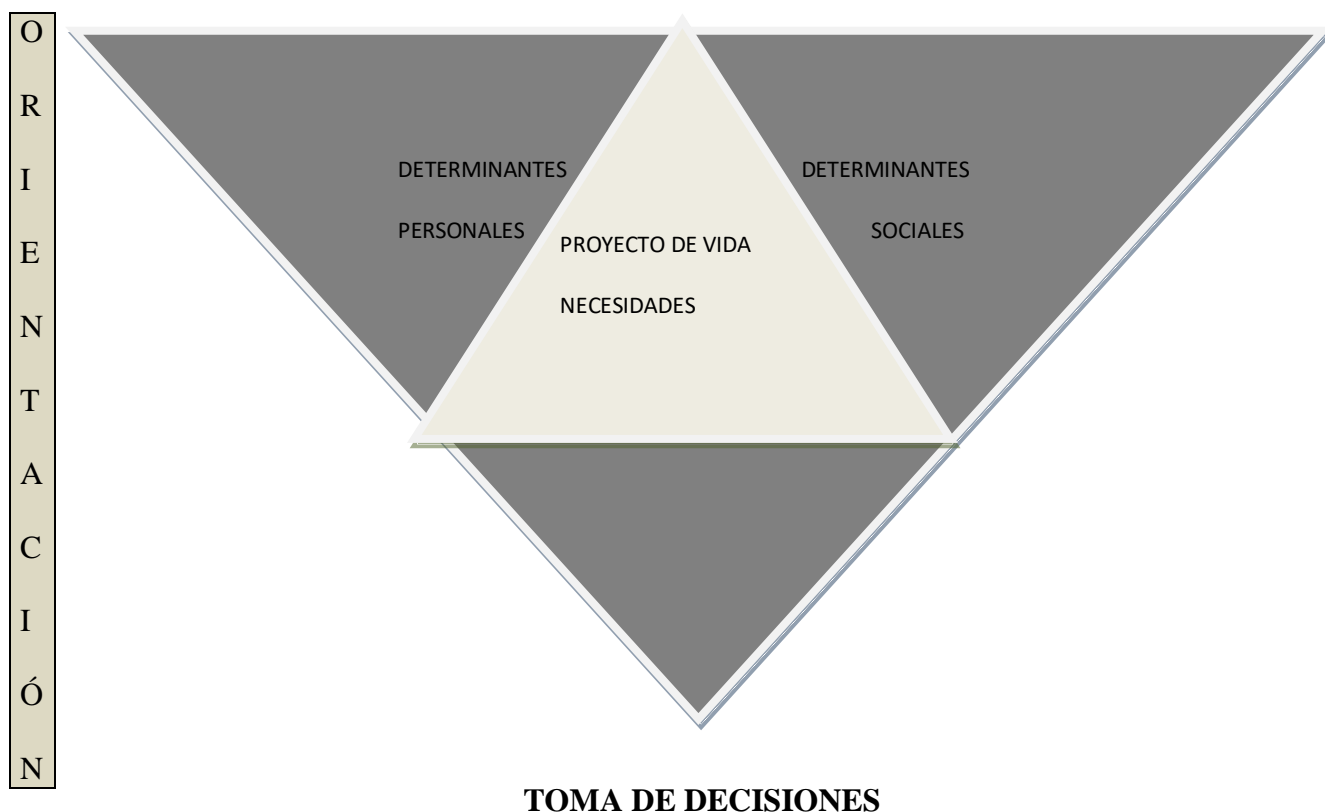 O
R
I
E
N
T
A
C
I
Ó
N
DETERMINANTES
PERSONALES
PROYECTO DE VIDA
NECESIDADES
DETERMINANTES
SOCIALES
TOMA DE DECISIONES